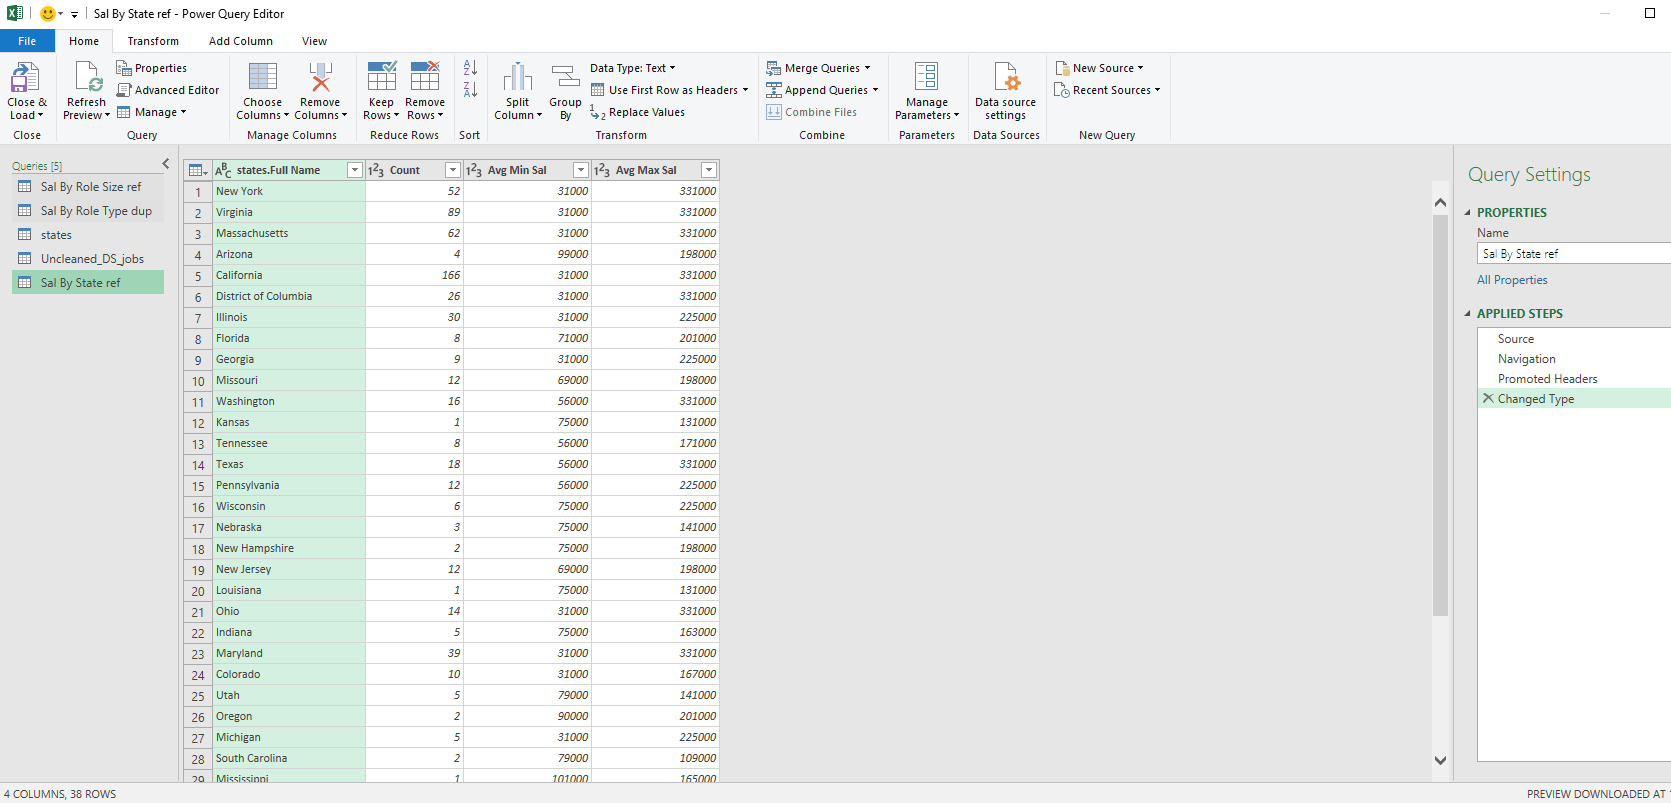 Sal By State ref - Power Query Editor
File Home Transform Add Column View
Close & Load
Close
Refresh Preview
Properties
Advanced Editor
Manage
Query
Choose Columns
Remove Columns
Manage Columns
Keep Rows
Remove Rows
Reduce Rows
Sort
Split Column
Group By
Data Type: Text
Use First Row as Headers
Replace Values
Transform
Merge Queries
Append Queries
Combine Files
Combine
Manage Parameters
Parameters
Data source settings
Data Sources
New Source
Recent Sources
New Query
Queries [5]
Sal By Role Size ref
Sal By Role Type dup
states
Uncleaned_DS_jobs
Sal By State ref
states.Full Name Count Avg Min Sal Avg Max Sal
1 New York 52 31000 331000
2 Virginia 89 31000 331000
3 Massachusetts 62 31000 331000
4 Arizona 4 99000 198000
5 California 166 31000 331000
6 District of Columbia 26 31000 331000
7 Illinois 30 31000 225000
8 Florida 8 71000 201000
9 Georgia 9 31000 225000
10 Missouri 12 69000 198000
11 Washington 16 56000 331000
12 Kansas 1 75000 131000
13 Tennessee 8 56000 171000
14 Texas 18 56000 331000
15 Pennsylvania 12 56000 225000
16 Wisconsin 6 75000 225000
17 Nebraska 3 75000 141000
18 New Hampshire 2 75000 198000
19 New Jersey 12 69000 198000
20 Louisiana 1 75000 131000
21 Ohio 14 31000 331000
22 Indiana 5 75000 163000
23 Maryland 39 31000 331000
24 Colorado 10 31000 167000
25 Utah 5 79000 141000
26 Oregon 2 90000 201000
27 Michigan 5 31000 225000
28 South Carolina 2 79000 109000
29 Mississippi 1 101000 165000
Query Settings
PROPERTIES
Name
Sal By State ref
All Properties
APPLIED STEPS
Source
Navigation
Promoted Headers
Changed Type
4 COLUMNS, 38 ROWS
PREVIEW DOWNLOADED AT